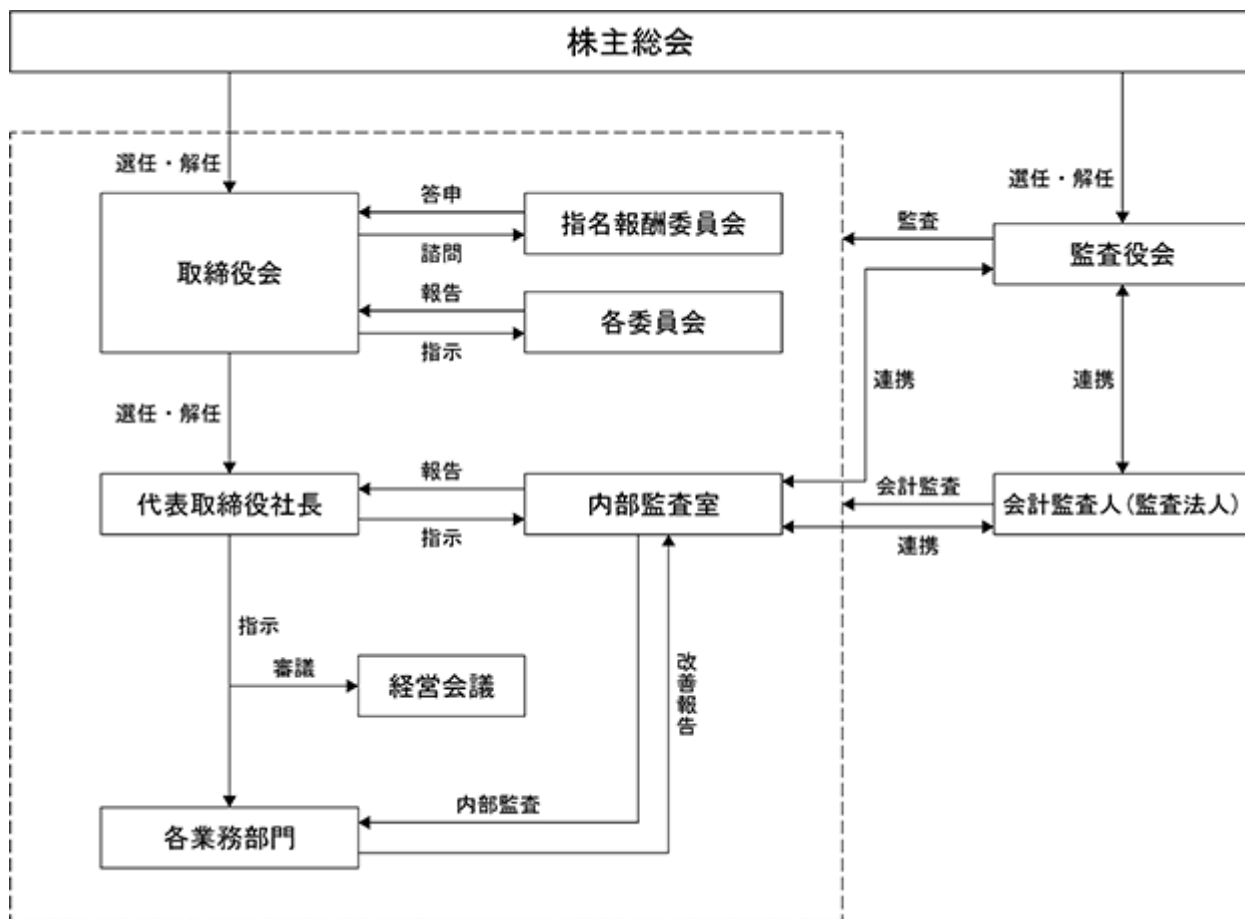 株主総会
選任・解任
選任・解任
答申
指名報酬委員会
諮問
監査
監査役会
取締役会
報告
各委員会
指示
連携
連携
選任・解任
代表取締役社長
報告
指示
内部監査室
会計監査
会計監査人(監査法人)
連携
指示
審議
経営会議
改善報告
内部監査
各業務部門